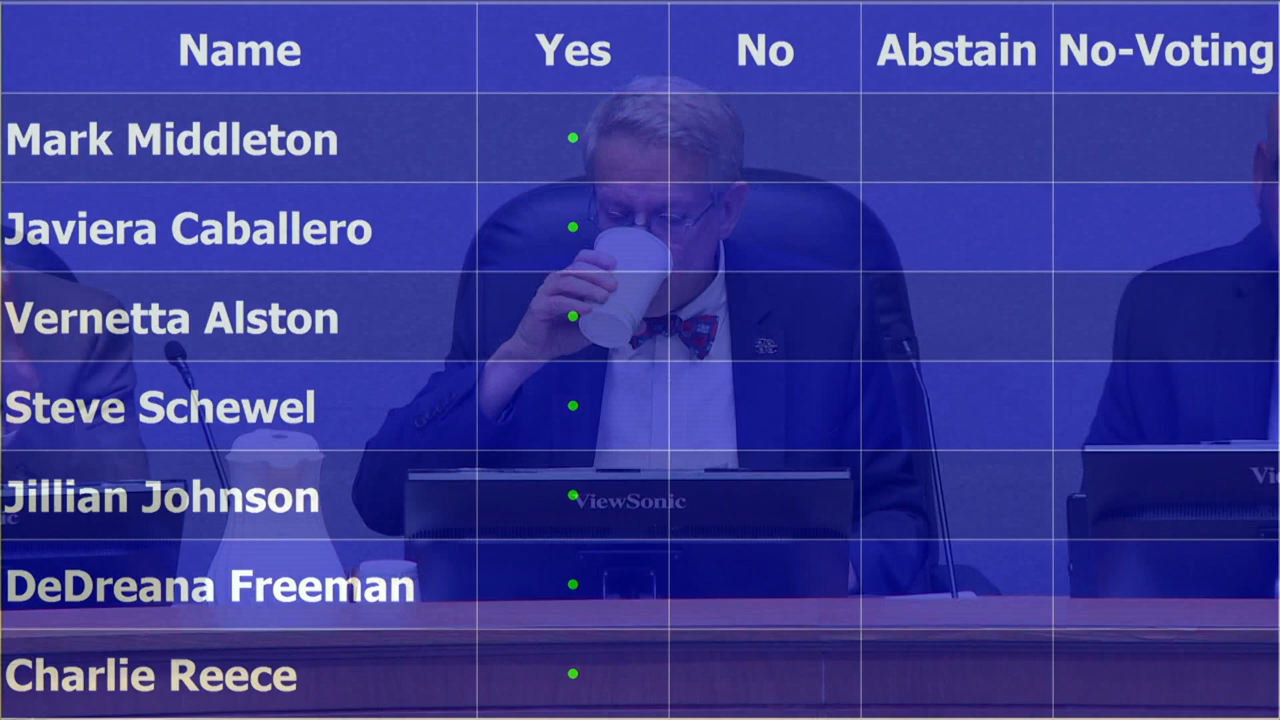 Name Yes No Abstain No-Voting
Mark Middleton
Javiera Caballero
Vernetta Alston
Steve Schewel
Jillian Johnson
ViewSonic
DeDreana Freeman
Charlie Reece